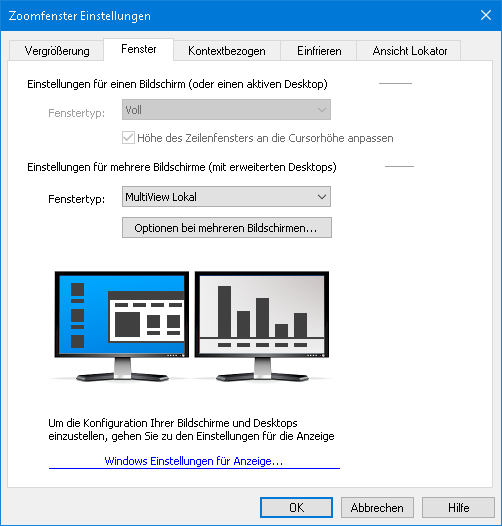 Zoomfenster Einstellungen
Vergrößerung Fenster Kontextbezogen Einfrieren Ansicht Lokator
Einstellungen für einen Bildschirm (oder einen aktiven Desktop)
Fenstertyp: Voll
Höhe des Zeilenfensters an die Cursorhöhe anpassen
Einstellungen für mehrere Bildschirme (mit erweiterten Desktops)
Fenstertyp: MultiView Lokal
Optionen bei mehreren Bildschirmen...
Um die Konfiguration Ihrer Bildschirme und Desktops
einzustellen, gehen Sie zu den Einstellungen für die Anzeige
Windows Einstellungen für Anzeige...
OK Abbrechen Hilfe